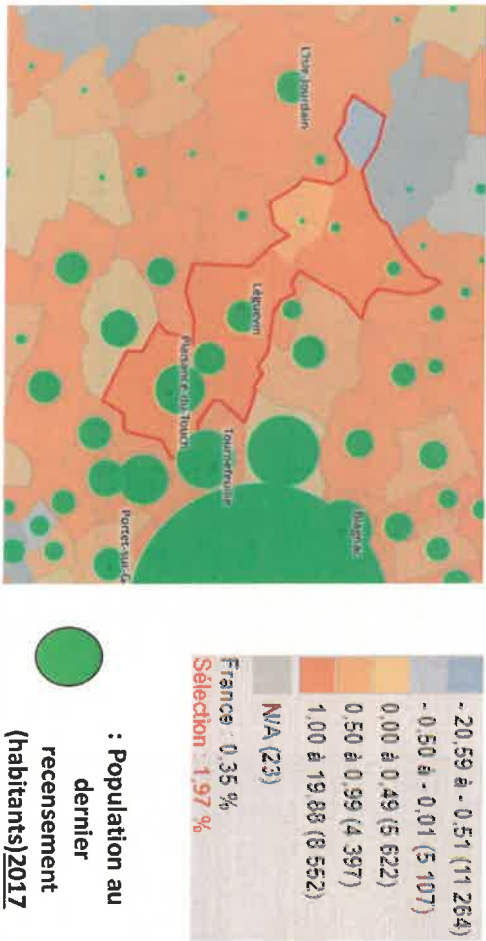 L'Isle-Jourdain
Léguevin
Plaisance-du-Touch
Tournefeuille
Blagnac
Portet-sur-G
- 20,59 à - 0,51 (11 264)
- 0,50 à - 0,01 (5 107)
0,00 à 0,49 (5 622)
0,50 à 0,99 (4 397)
1,00 à 19,88 (8 552)
N/A (23)
France : 0,35 %
Sélection : 1,97 %
: Population au
dernier
recensement
(habitants)2017